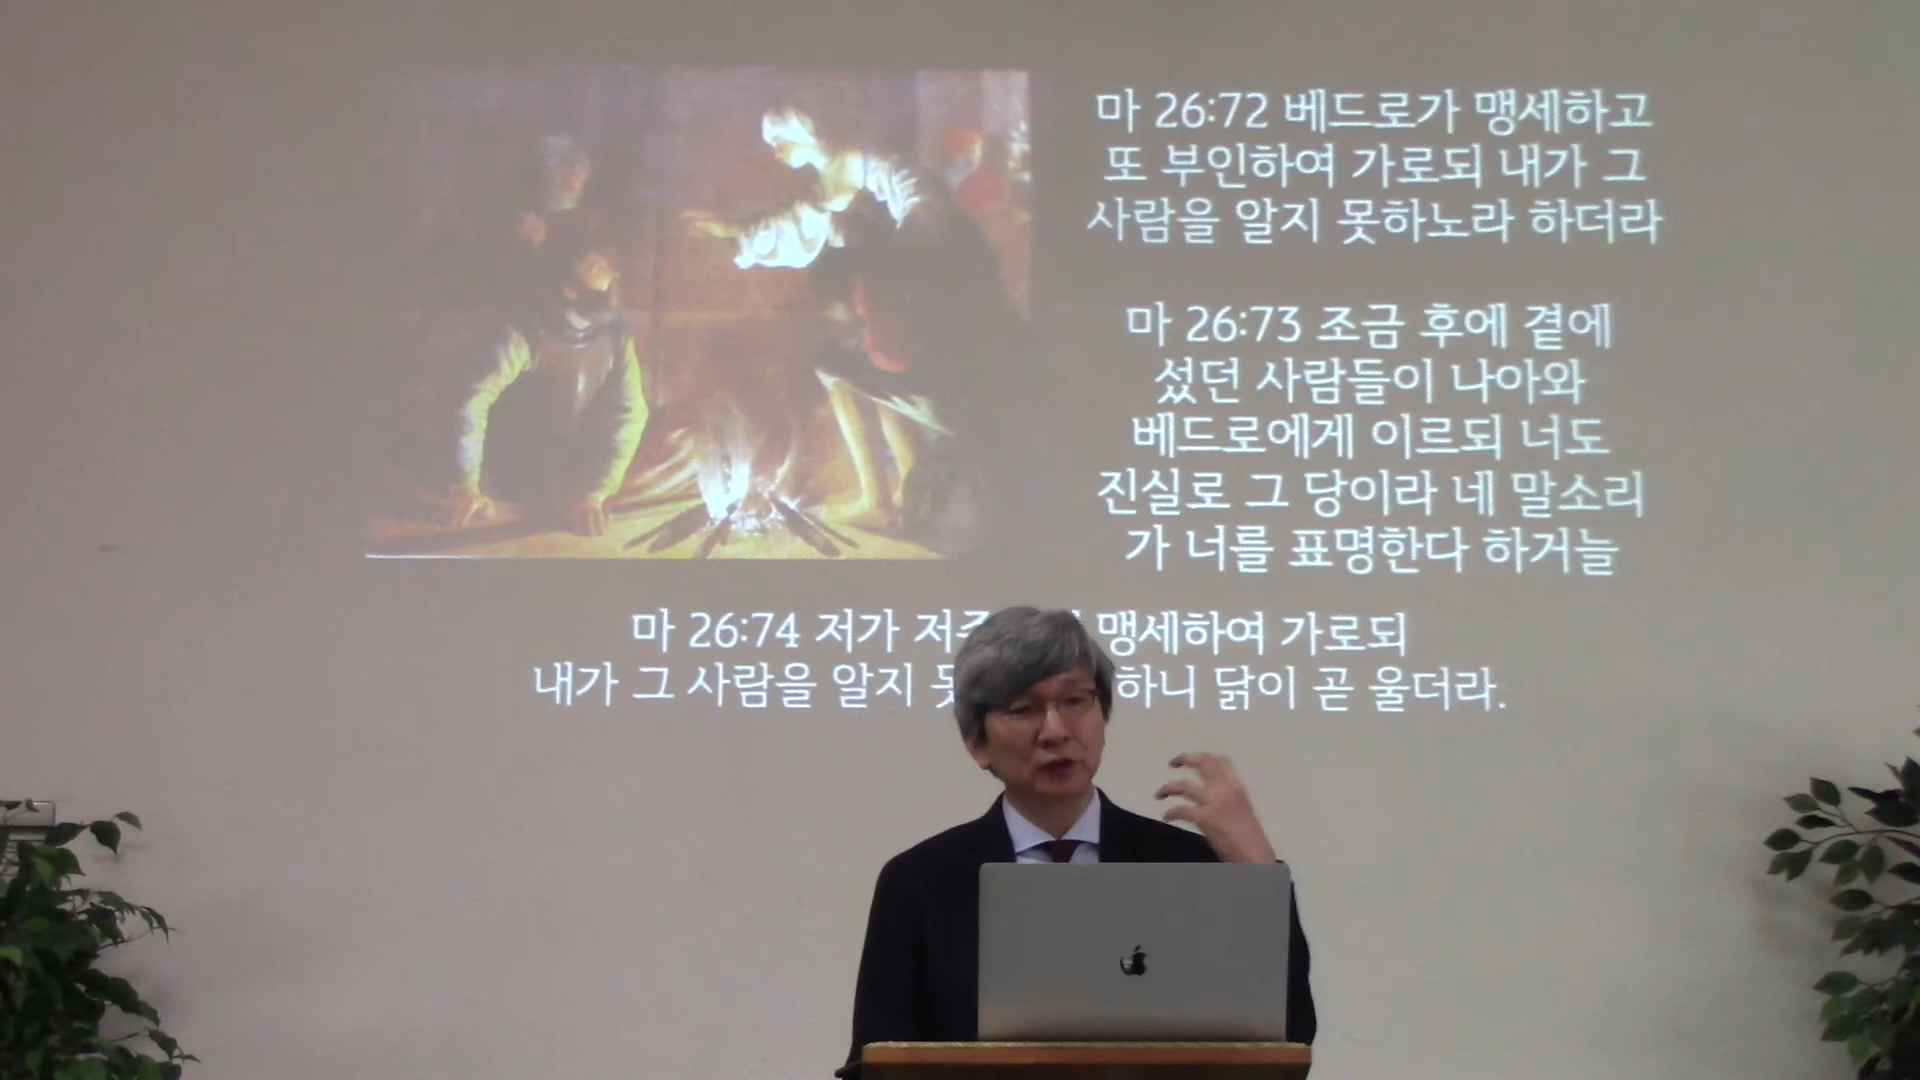 마 26:72 베드로가 맹세하고
또 부인하여 가로되 내가 그
사람을 알지 못하노라 하더라
마 26:73 조금 후에 곁에
섰던 사람들이 나아와
베드로에게 이르되 너도
진실로 그 당이라 네 말소리
가 너를 표명한다 하거늘
마 26:74 저가 맹세하여 가로되
내가 그 사람을 알지 하니 닭이 곧 울더라.